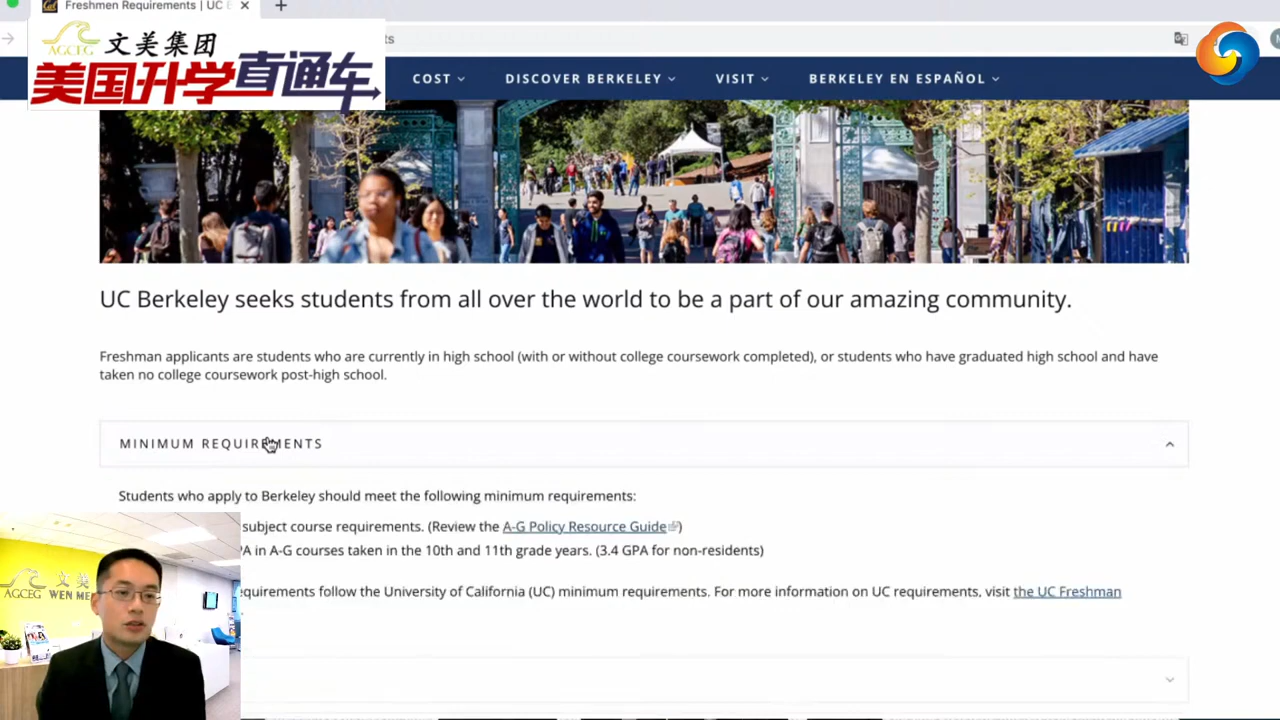 Freshmen Requirements | UC
AGCEG 文美集团
美国升学直通车
COST DISCOVER BERKELEY VISIT BERKELEY EN ESPAÑOL
UC Berkeley seeks students from all over the world to be a part of our amazing community.
Freshman applicants are students who are currently in high school (with or without college coursework completed), or students who have graduated high school and have
taken no college coursework post-high school.
MINIMUM REQUIREMENTS
Students who apply to Berkeley should meet the following minimum requirements:
subject course requirements. (Review the A-G Policy Resource Guide)
in A-G courses taken in the 10th and 11th grade years. (3.4 GPA for non-residents)
follow the University of California (UC) minimum requirements. For more information on UC requirements, visit the UC Freshman
文美
AGCEG WEN ME